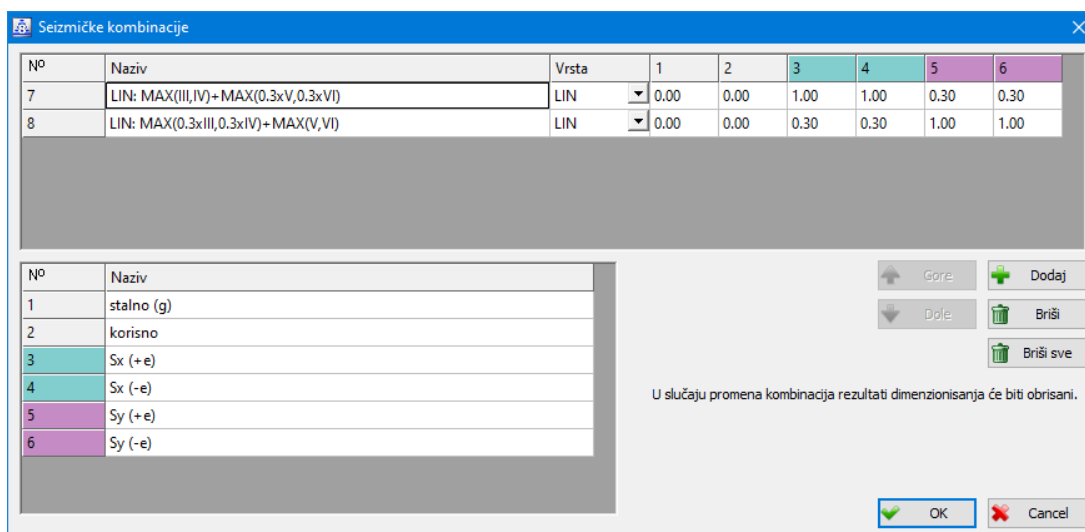 Seizmičke kombinacije
Nº Naziv Vrsta 1 2 3 4 5 6
7 LIN: MAX(III,IV)+MAX(0.3xV,0.3xVI) LIN 0.00 0.00 1.00 1.00 0.30 0.30
8 LIN: MAX(0.3xIII,0.3xIV)+MAX(V,VI) LIN 0.00 0.00 0.30 0.30 1.00 1.00
Nº Naziv
1 stalno (g)
2 korisno
3 Sx (+e)
4 Sx (-e)
5 Sy (+e)
6 Sy (-e)
Gore Dodaj
Dole Briši
Briši sve
U slučaju promena kombinacija rezultati dimenzionisanja će biti obrisani.
OK Cancel